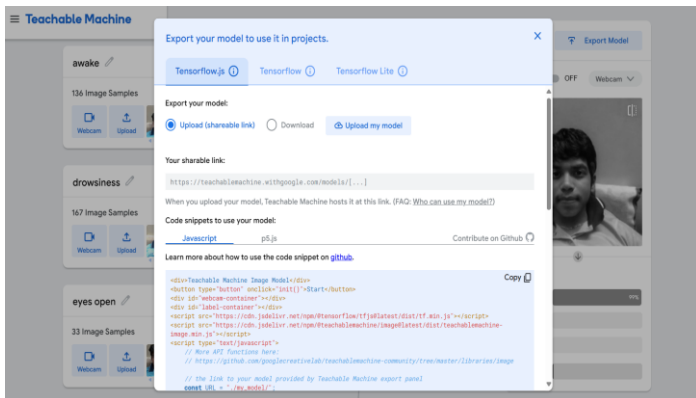 Teachable Machine
Export your model to use it in projects.
Export Model
Tensorflow.js
Tensorflow
Tensorflow Lite
awake
OFF
Webcam
136 Image Samples
Webcam
Upload
Export your model:
Upload (shareable link)
Download
Upload my model
Your sharable link:
https://teachablemachine.withgoogle.com/models/[...]
When you upload your model, Teachable Machine hosts it at this link. (FAQ: Who can use my model?)
drowsiness
167 Image Samples
Webcam
Upload
Code snippets to use your model:
Javascript
p5.js
Contribute on Github
Learn more about how to use the code snippet on github.
Copy
<div>Teachable Machine Image Model</div>
<button type="button" onclick="init()">Start</button>
<div id="webcam-container"></div>
<div id="label-container"></div>
<script src="https://cdn.jsdelivr.net/npm/@tensorflow/tfjs@latest/dist/tf.min.js"></script>
<script src="https://cdn.jsdelivr.net/npm/@teachablemachine/image@latest/dist/teachablemachine-
image.min.js"></script>
<script type="text/javascript">
// More API functions here:
// https://github.com/googlecreativelab/teachablemachine-community/tree/master/libraries/image
// the link to your model provided by Teachable Machine export panel
const URL = "./my_model/";
eyes open
33 Image Samples
Webcam
Upload